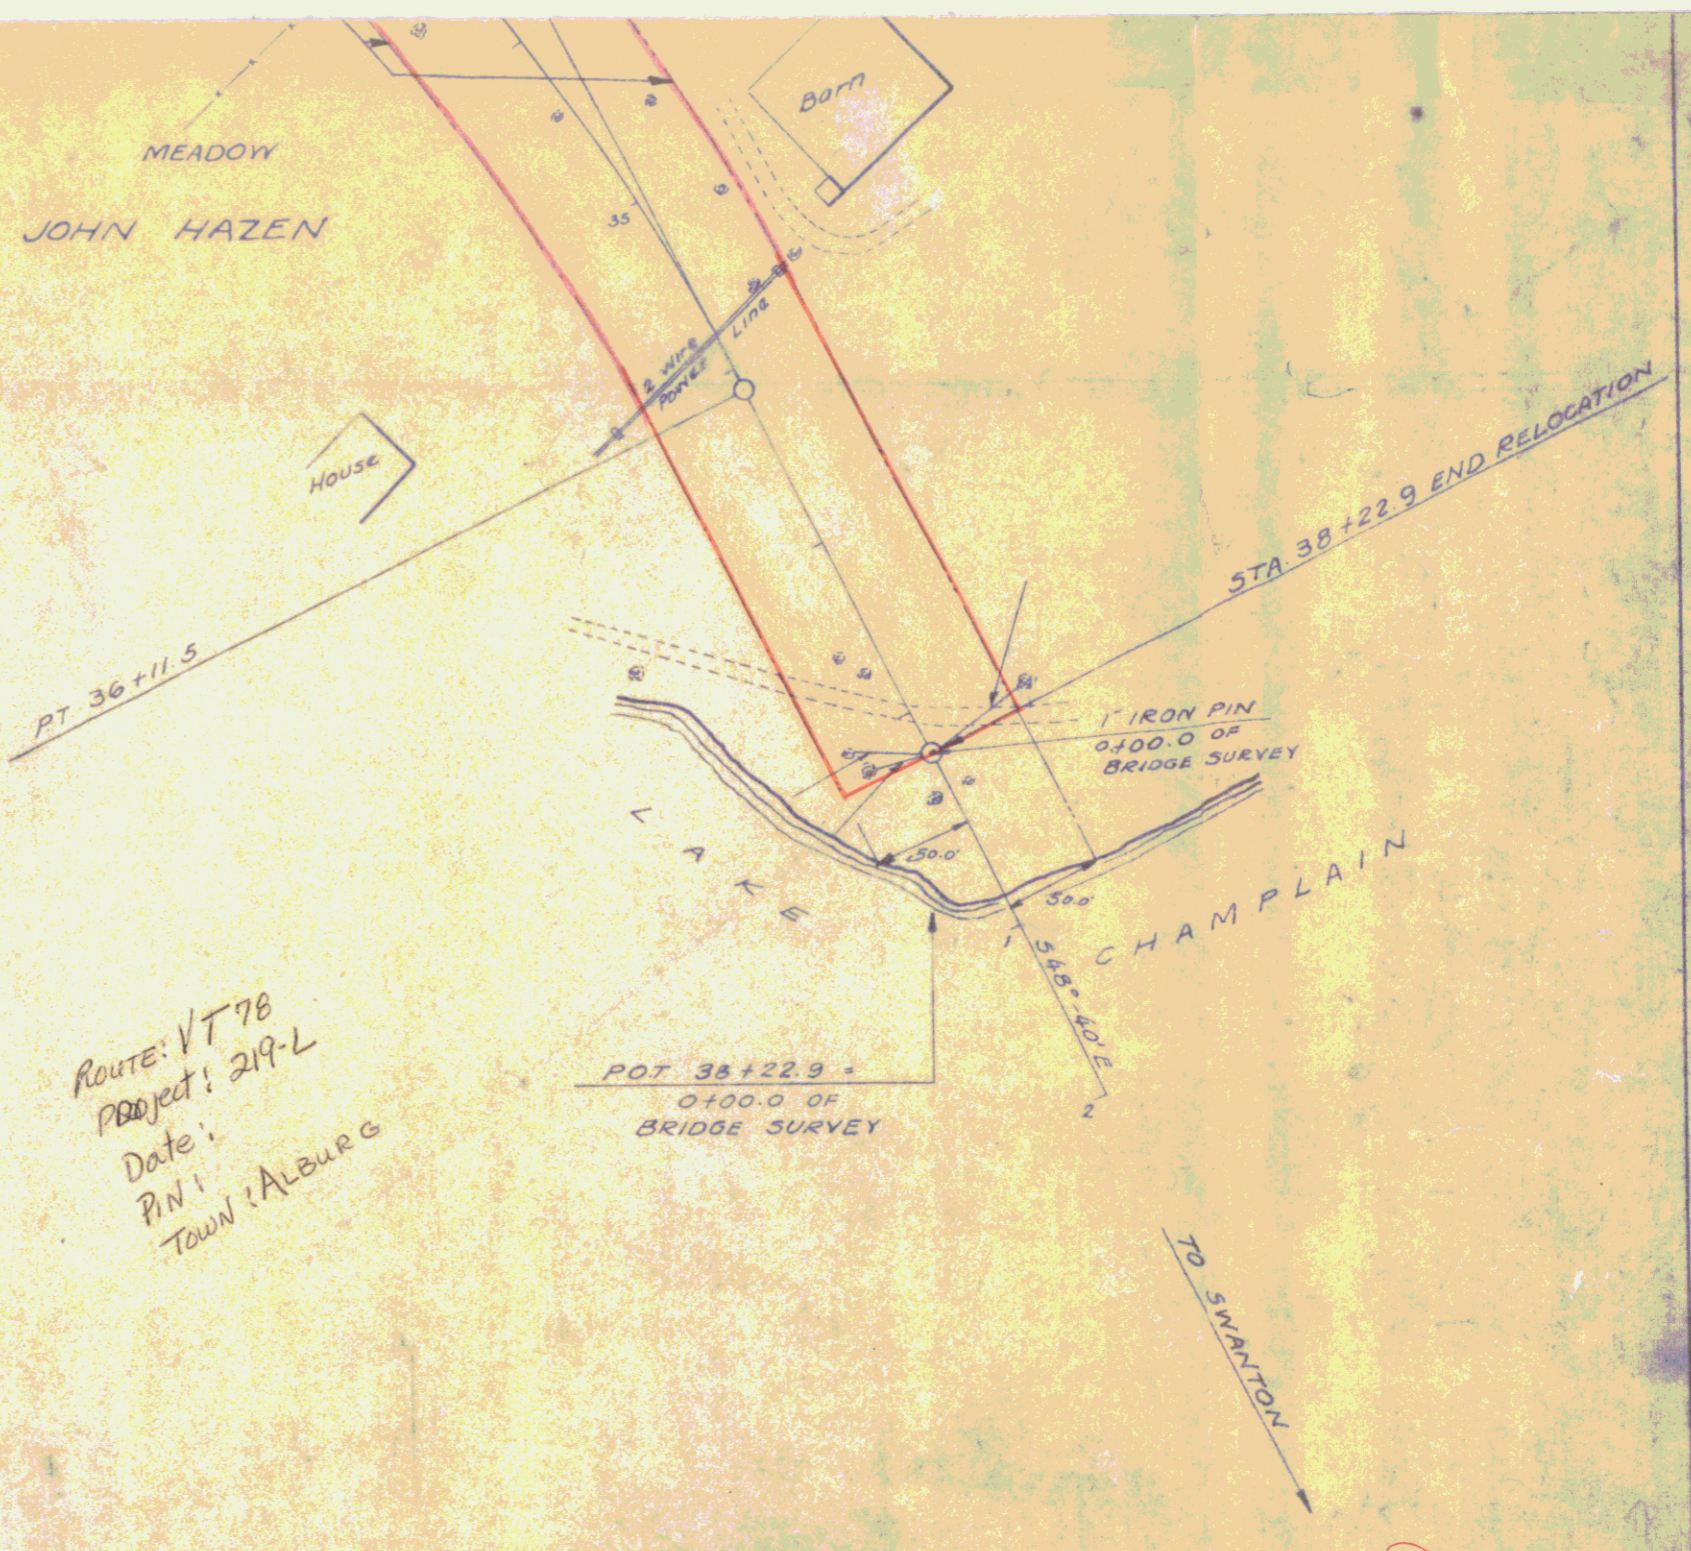 Barn
MEADOW
JOHN HAZEN
35
2 Wire
Power
Line
House
STA. 38+22.9 END RELOCATION
PT 36+11.5
1" IRON PIN
0+00.0 OF
BRIDGE SURVEY
50.0'
50.0'
LAKE
CHAMPLAIN
1
S48°-40'E
2
POT 38+22.9 =
0+00.0 OF
BRIDGE SURVEY
ROUTE: VT 78
PROject: 219-L
Date:
PIN:
TOWN: ALBURG
TO SWANTON